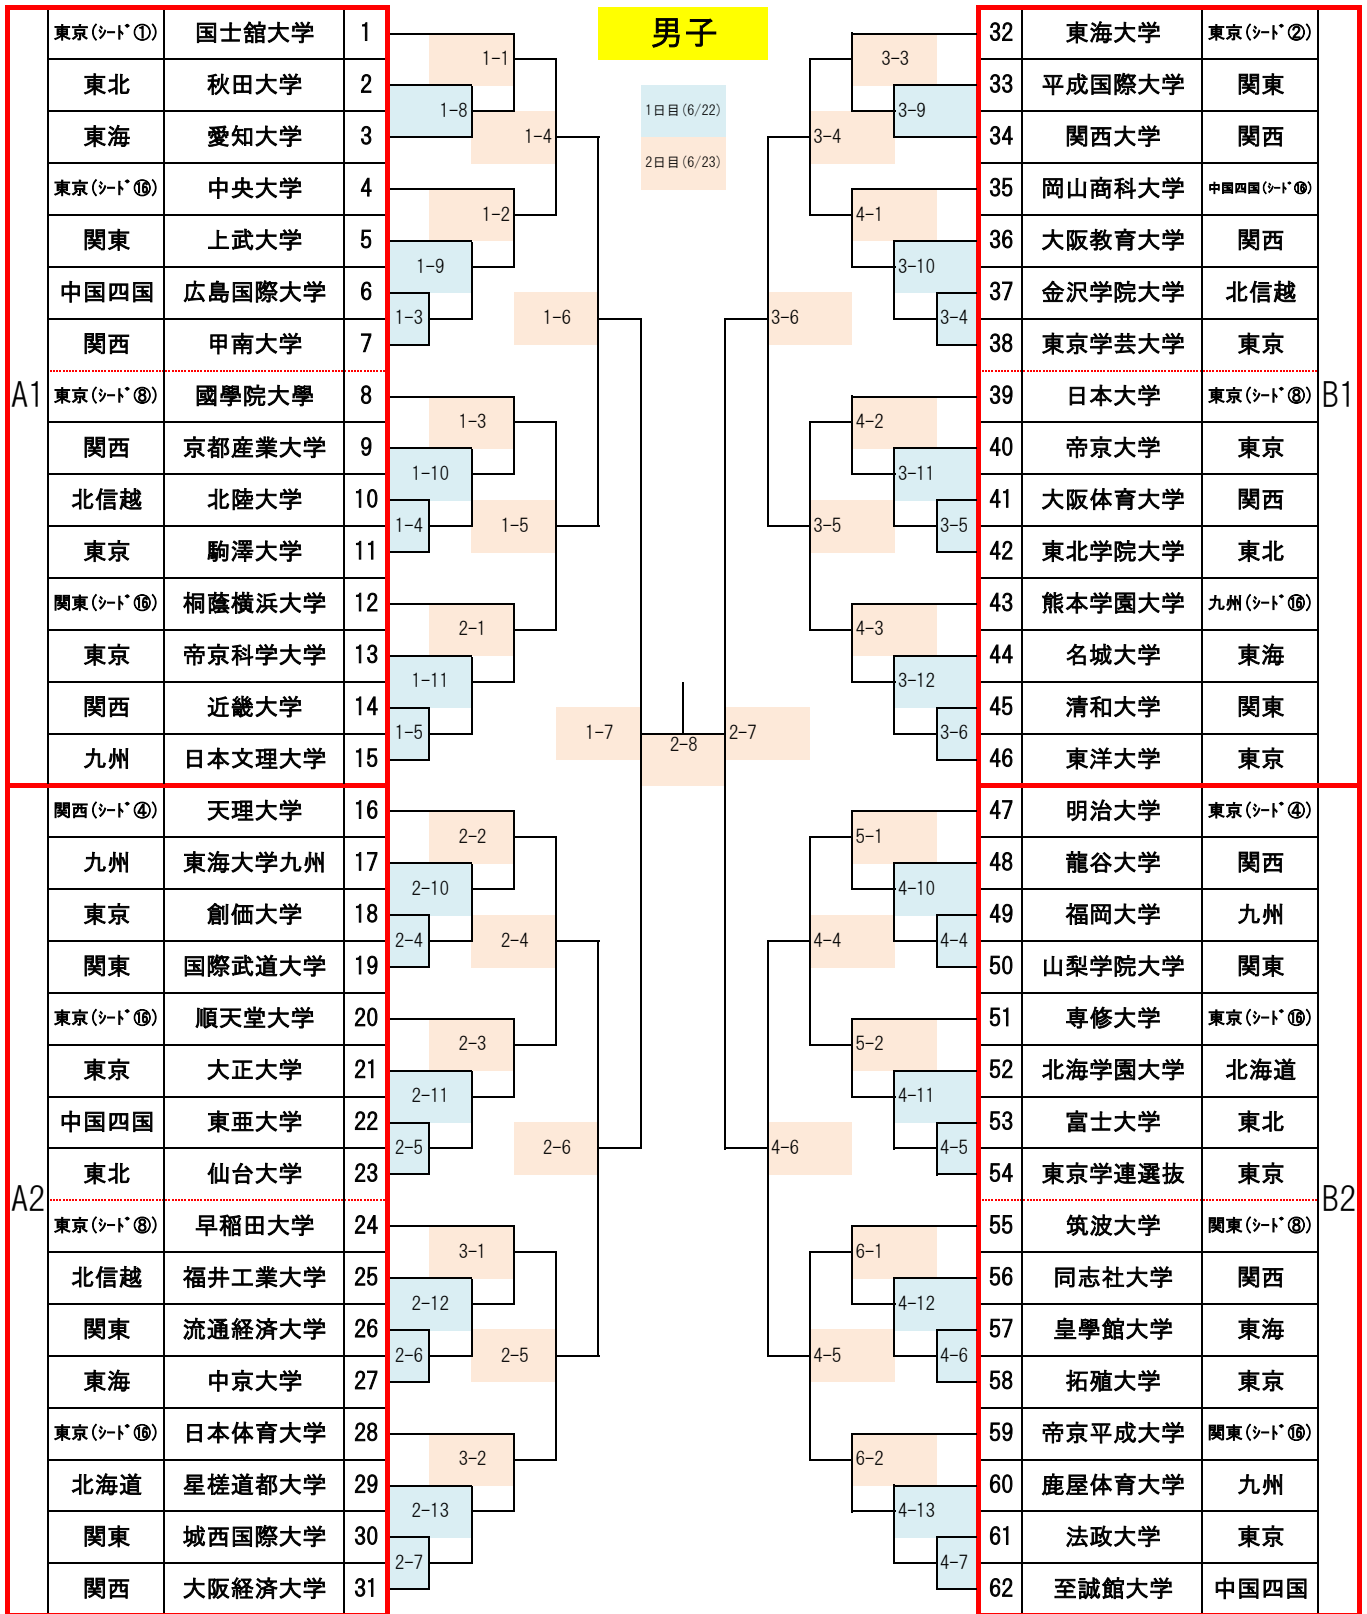 男子
1日目(6/22)
2日目(6/23)
A1
東京(ｼｰﾄﾞ①) 国士舘大学 1
東北 秋田大学 2
東海 愛知大学 3
東京(ｼｰﾄﾞ⑯) 中央大学 4
関東 上武大学 5
中国四国 広島国際大学 6
関西 甲南大学 7
東京(ｼｰﾄﾞ⑧) 國學院大學 8
関西 京都産業大学 9
北信越 北陸大学 10
東京 駒澤大学 11
関東(ｼｰﾄﾞ⑯) 桐蔭横浜大学 12
東京 帝京科学大学 13
関西 近畿大学 14
九州 日本文理大学 15
A2
関西(ｼｰﾄﾞ④) 天理大学 16
九州 東海大学九州 17
東京 創価大学 18
関東 国際武道大学 19
東京(ｼｰﾄﾞ⑯) 順天堂大学 20
東京 大正大学 21
中国四国 東亜大学 22
東北 仙台大学 23
東京(ｼｰﾄﾞ⑧) 早稲田大学 24
北信越 福井工業大学 25
関東 流通経済大学 26
東海 中京大学 27
東京(ｼｰﾄﾞ⑯) 日本体育大学 28
北海道 星槎道都大学 29
関東 城西国際大学 30
関西 大阪経済大学 31
1-1
1-8
1-4
1-2
1-9
1-3
1-6
1-3
1-10
1-4
1-5
2-1
1-11
1-5
1-7
2-2
2-10
2-4
2-4
2-3
2-11
2-5
2-6
3-1
2-12
2-6
2-5
3-2
2-13
2-7
2-8
3-3
3-9
3-4
4-1
3-10
3-4
3-6
4-2
3-11
3-5
3-5
4-3
3-12
3-6
2-7
5-1
4-10
4-4
4-4
5-2
4-11
4-5
4-6
6-1
4-12
4-6
4-5
6-2
4-13
4-7
B1
32 東海大学 東京(ｼｰﾄﾞ②)
33 平成国際大学 関東
34 関西大学 関西
35 岡山商科大学 中国四国(ｼｰﾄﾞ⑯)
36 大阪教育大学 関西
37 金沢学院大学 北信越
38 東京学芸大学 東京
39 日本大学 東京(ｼｰﾄﾞ⑧)
40 帝京大学 東京
41 大阪体育大学 関西
42 東北学院大学 東北
43 熊本学園大学 九州(ｼｰﾄﾞ⑯)
44 名城大学 東海
45 清和大学 関東
46 東洋大学 東京
B2
47 明治大学 東京(ｼｰﾄﾞ④)
48 龍谷大学 関西
49 福岡大学 九州
50 山梨学院大学 関東
51 専修大学 東京(ｼｰﾄﾞ⑯)
52 北海学園大学 北海道
53 富士大学 東北
54 東京学連選抜 東京
55 筑波大学 関東(ｼｰﾄﾞ⑧)
56 同志社大学 関西
57 皇學館大学 東海
58 拓殖大学 東京
59 帝京平成大学 関東(ｼｰﾄﾞ⑯)
60 鹿屋体育大学 九州
61 法政大学 東京
62 至誠館大学 中国四国